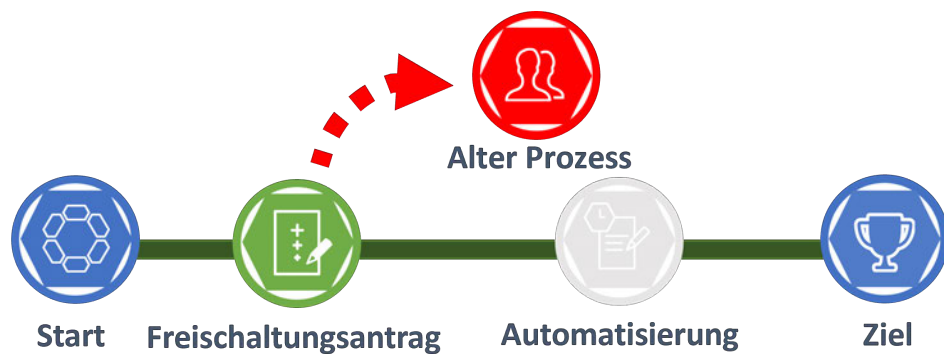 Alter Prozess
Start
Freischaltungsantrag
Automatisierung
Ziel